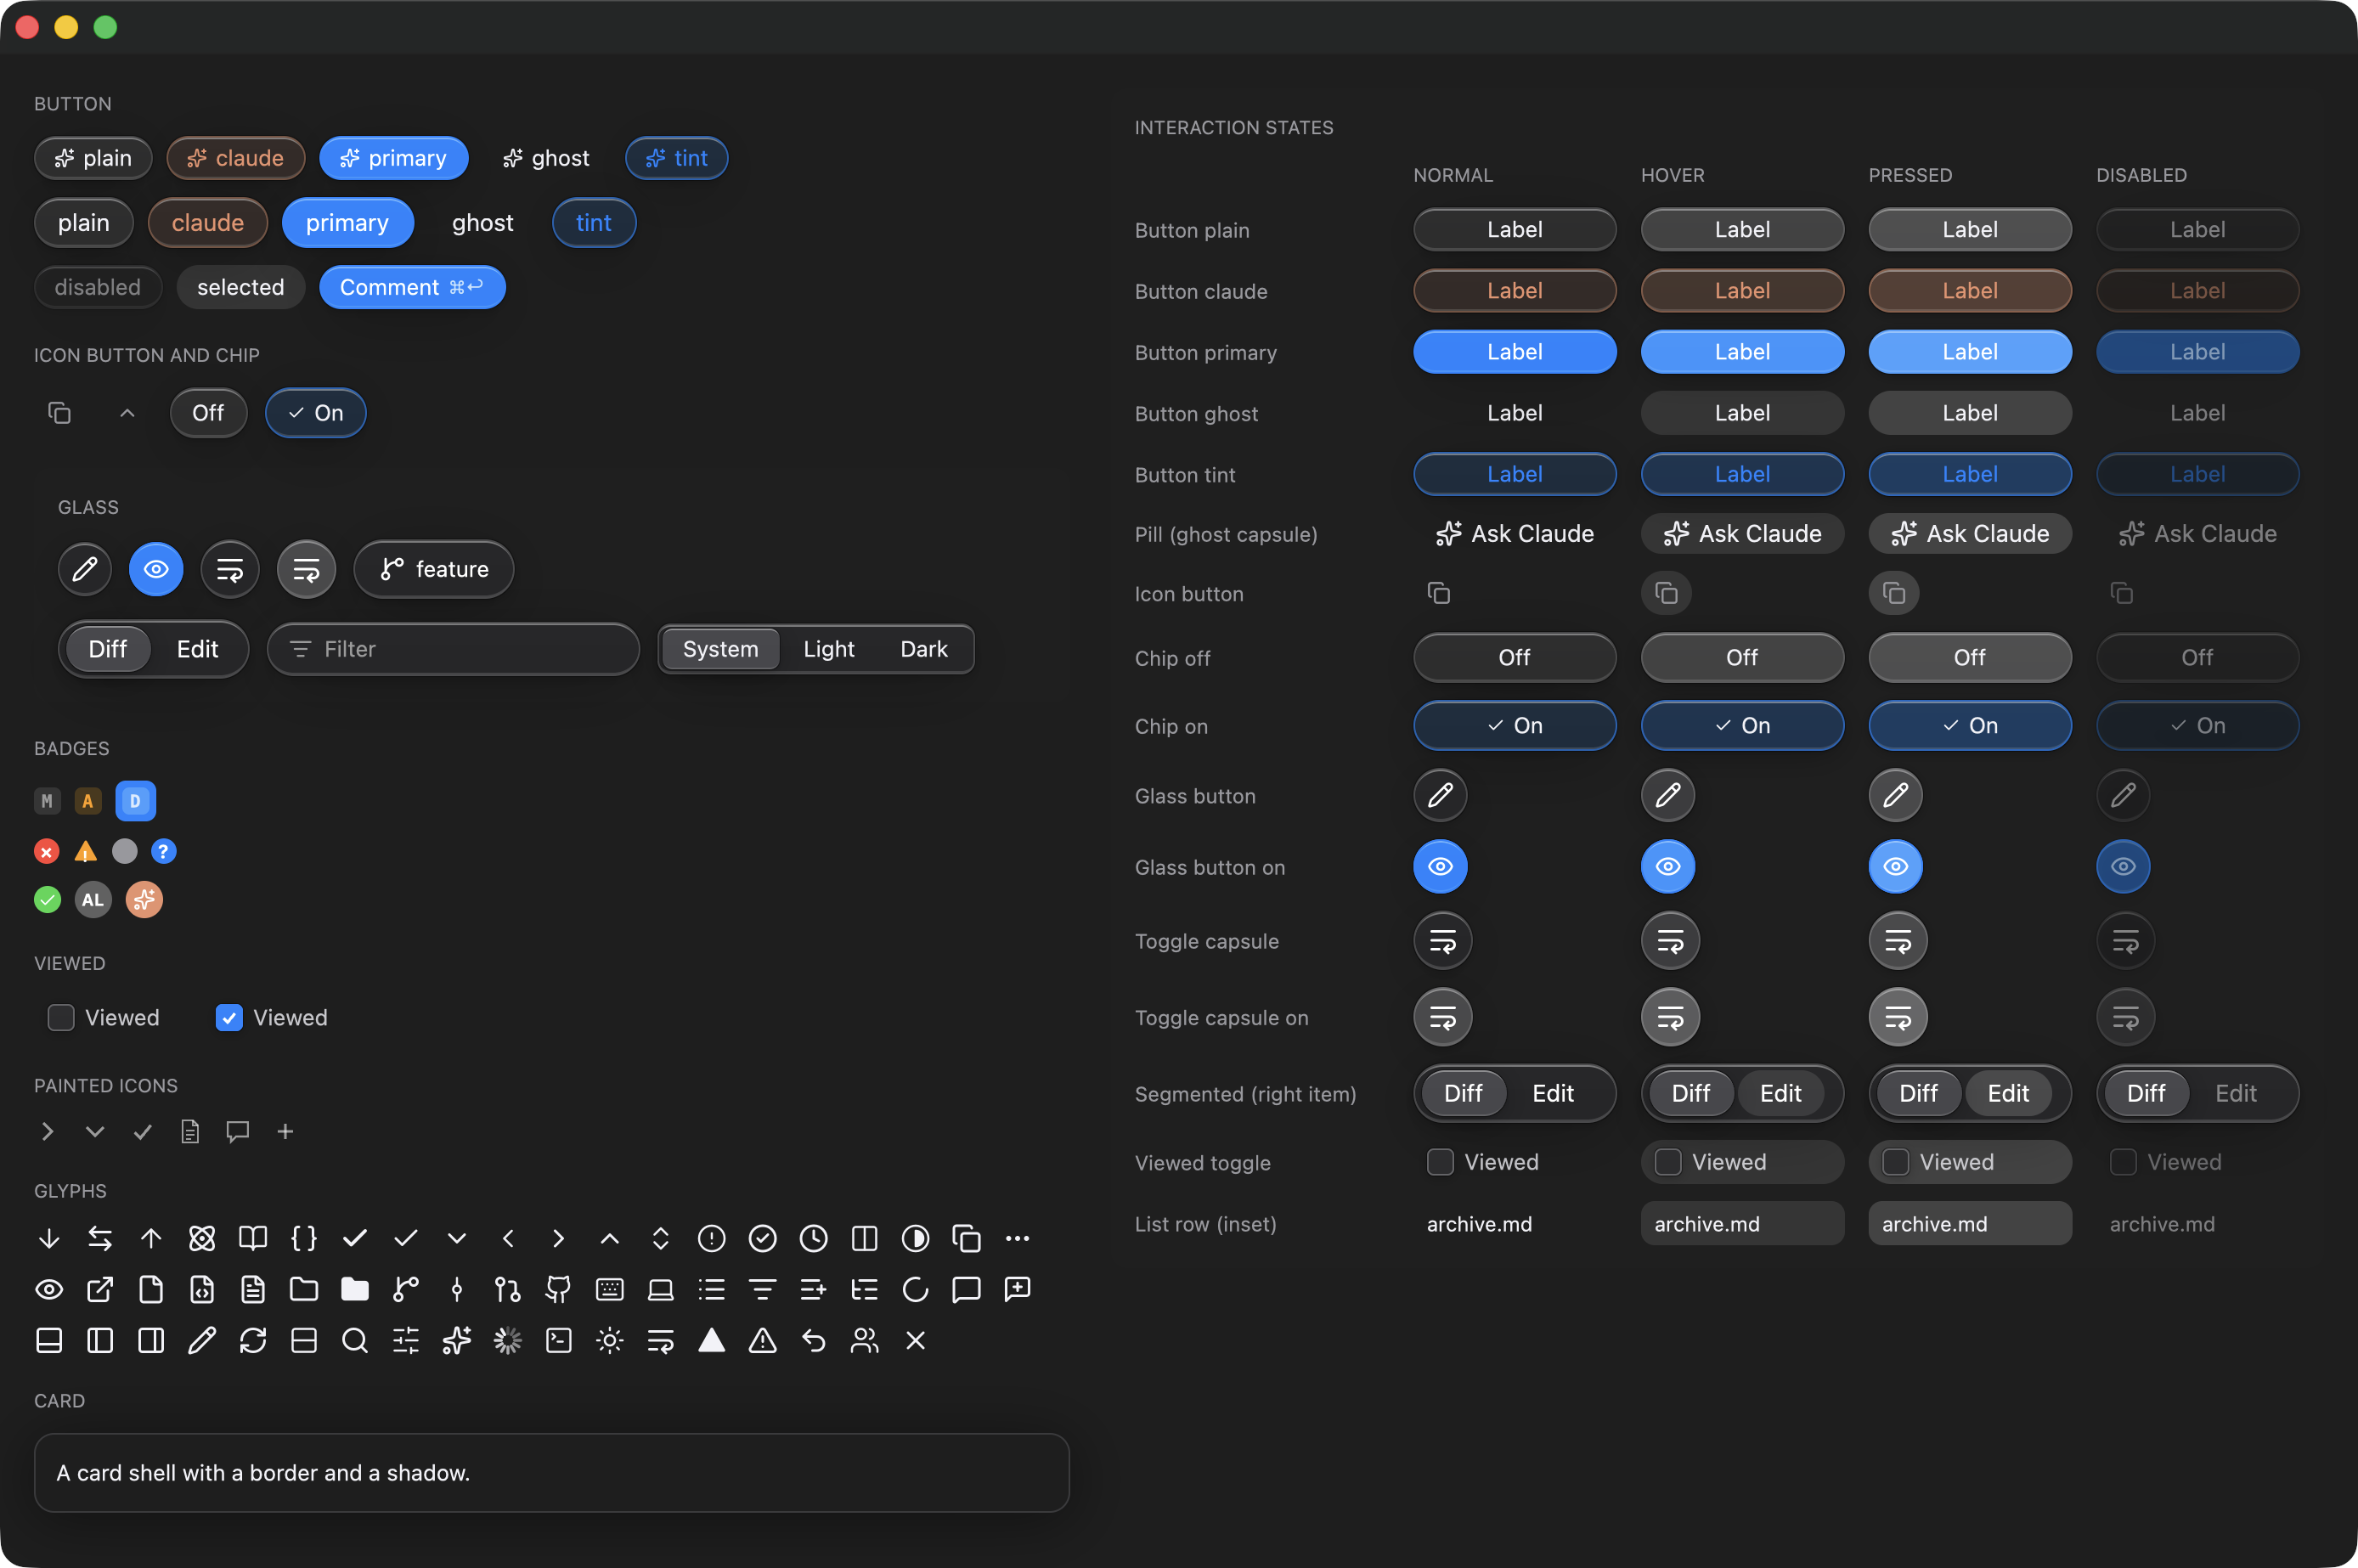 BUTTON
plain claude primary ghost tint
plain claude primary ghost tint
disabled selected Comment ⌘↩
ICON BUTTON AND CHIP
Off On
GLASS
feature
Diff Edit Filter System Light Dark
BADGES
M A D
?
AL
VIEWED
Viewed Viewed
PAINTED ICONS
GLYPHS
CARD
A card shell with a border and a shadow.
INTERACTION STATES
NORMAL HOVER PRESSED DISABLED
Button plain Label Label Label Label
Button claude Label Label Label Label
Button primary Label Label Label Label
Button ghost Label Label Label Label
Button tint Label Label Label Label
Pill (ghost capsule) Ask Claude Ask Claude Ask Claude Ask Claude
Icon button
Chip off Off Off Off Off
Chip on On On On On
Glass button
Glass button on
Toggle capsule
Toggle capsule on
Segmented (right item) Diff Edit Diff Edit Diff Edit Diff Edit
Viewed toggle Viewed Viewed Viewed Viewed
List row (inset) archive.md archive.md archive.md archive.md